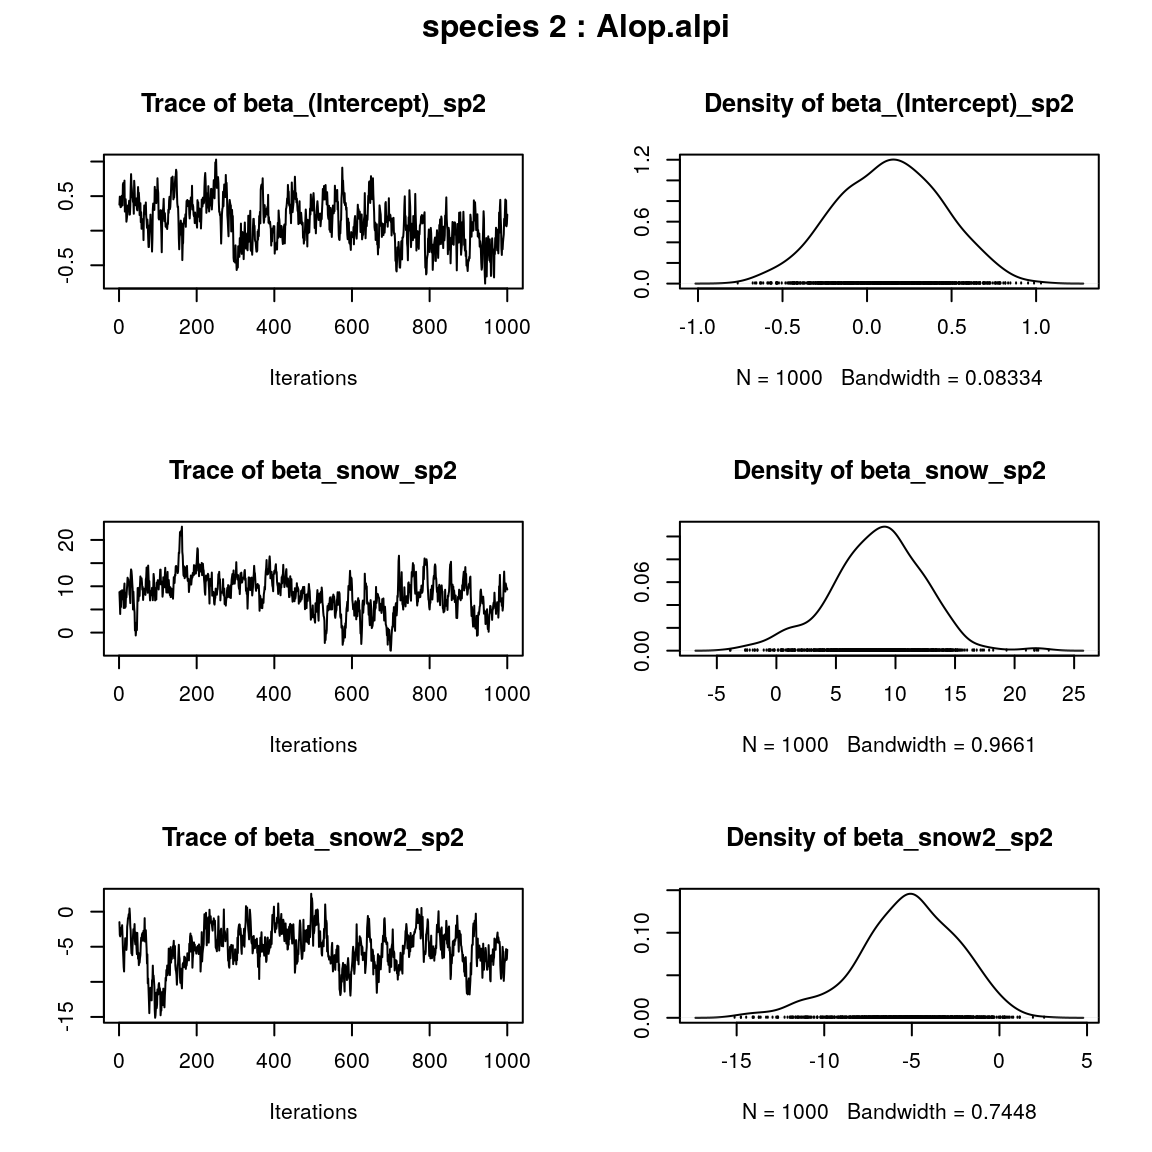 species 2 : Alop.alpi
Trace of beta_(Intercept)_sp2
0.5
-0.5
0 200 400 600 800 1000
Iterations
Density of beta_(Intercept)_sp2
1.2
0.6
0.0
-1.0 -0.5 0.0 0.5 1.0
N = 1000 Bandwidth = 0.08334
Trace of beta_snow_sp2
20
10
0
0 200 400 600 800 1000
Iterations
Density of beta_snow_sp2
0.06
0.00
-5 0 5 10 15 20 25
N = 1000 Bandwidth = 0.9661
Trace of beta_snow2_sp2
0
-5
-15
0 200 400 600 800 1000
Iterations
Density of beta_snow2_sp2
0.10
0.00
-15 -10 -5 0 5
N = 1000 Bandwidth = 0.7448